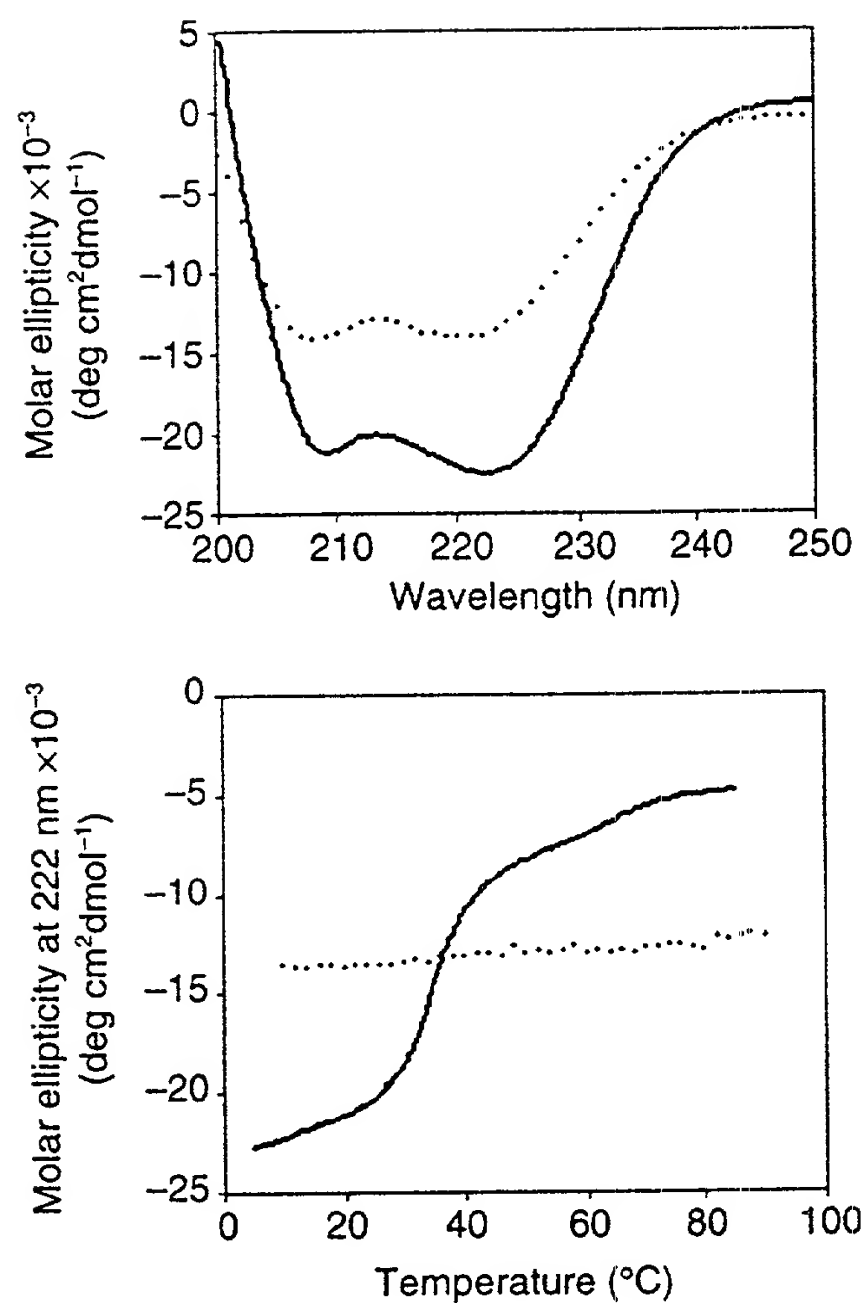 Molar ellipticity ×10⁻³
(deg cm²dmol⁻¹)
5
0
−5
−10
−15
−20
−25
200 210 220 230 240 250
Wavelength (nm)
Molar ellipticity at 222 nm ×10⁻³
(deg cm²dmol⁻¹)
0
−5
−10
−15
−20
−25
0 20 40 60 80 100
Temperature (°C)